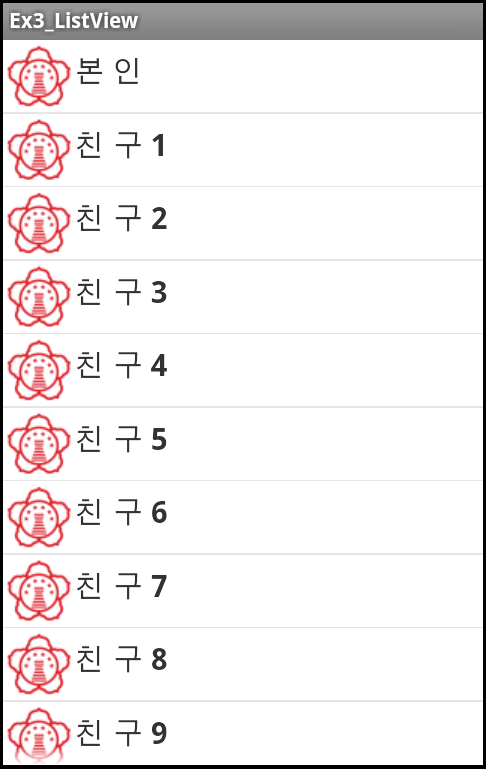 Ex3_ListView
본 인
친 구 1
친 구 2
친 구 3
친 구 4
친 구 5
친 구 6
친 구 7
친 구 8
친 구 9